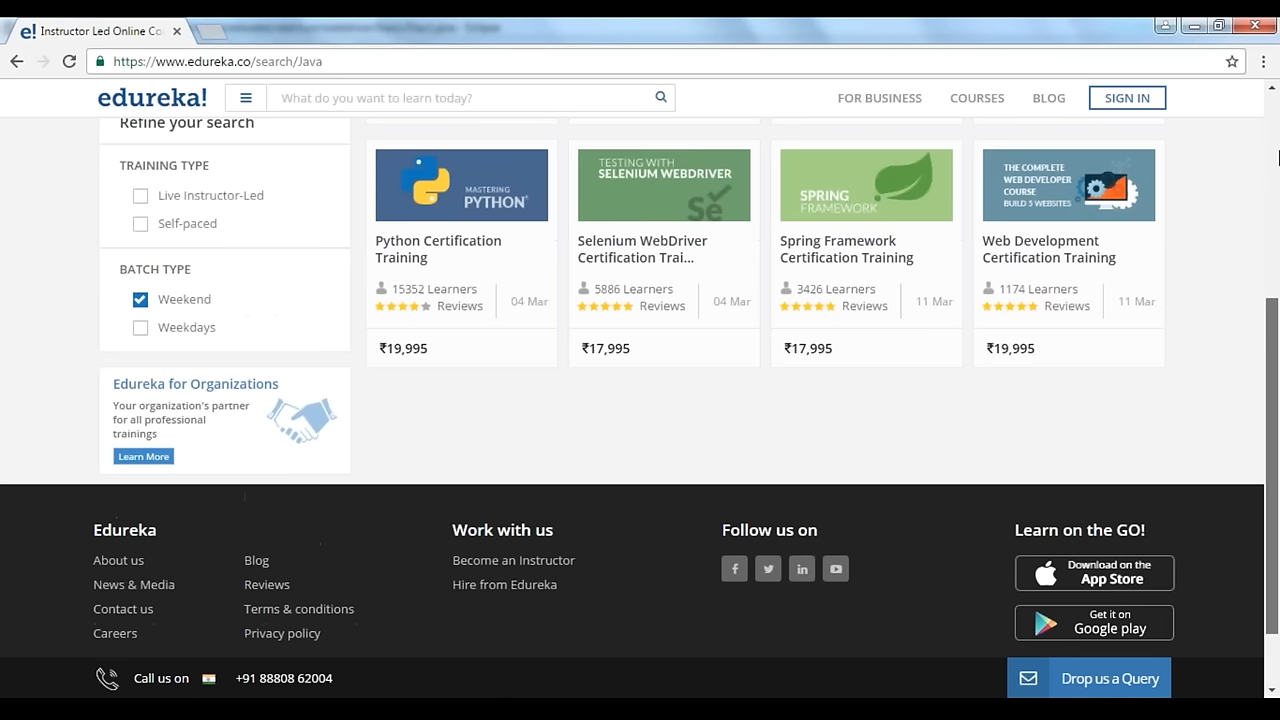 e! Instructor Led Online Co
https://www.edureka.co/search/Java
edureka!
What do you want to learn today?
FOR BUSINESS
COURSES
BLOG
SIGN IN
Refine your search
TRAINING TYPE
Live Instructor-Led
Self-paced
BATCH TYPE
Weekend
Weekdays
Edureka for Organizations
Your organization's partner
for all professional
trainings
Learn More
MASTERING
PYTHON
Python Certification
Training
15352 Learners
Reviews
04 Mar
₹19,995
TESTING WITH
SELENIUM WEBDRIVER
Se
Selenium WebDriver
Certification Trai...
5886 Learners
Reviews
04 Mar
₹17,995
SPRING
FRAMEWORK
Spring Framework
Certification Training
3426 Learners
Reviews
11 Mar
₹17,995
THE COMPLETE
WEB DEVELOPER
COURSE
BUILD 5 WEBSITES
Web Development
Certification Training
1174 Learners
Reviews
11 Mar
₹19,995
Edureka
About us
News & Media
Contact us
Careers
Blog
Reviews
Terms & conditions
Privacy policy
Work with us
Become an Instructor
Hire from Edureka
Follow us on
Learn on the GO!
Download on the
App Store
Get it on
Google play
Call us on
+91 88808 62004
Drop us a Query